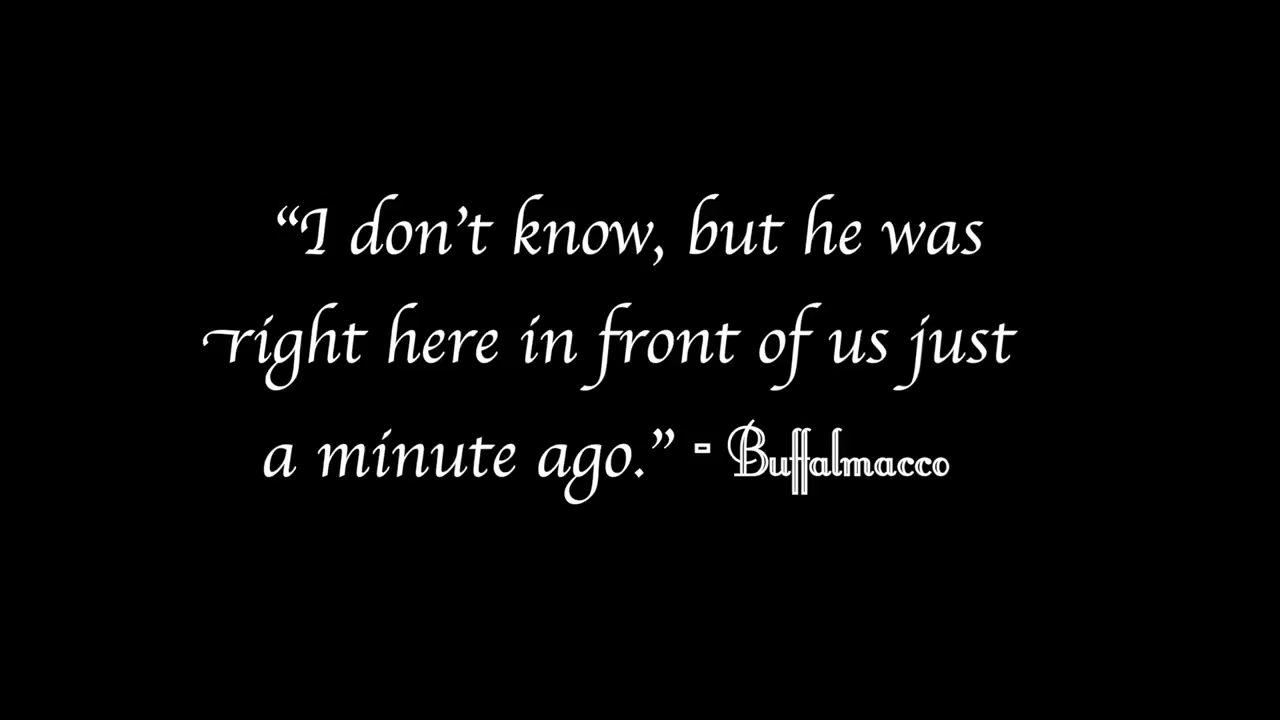 “I don’t know, but he was
right here in front of us just
a minute ago.” - Buffalmacco